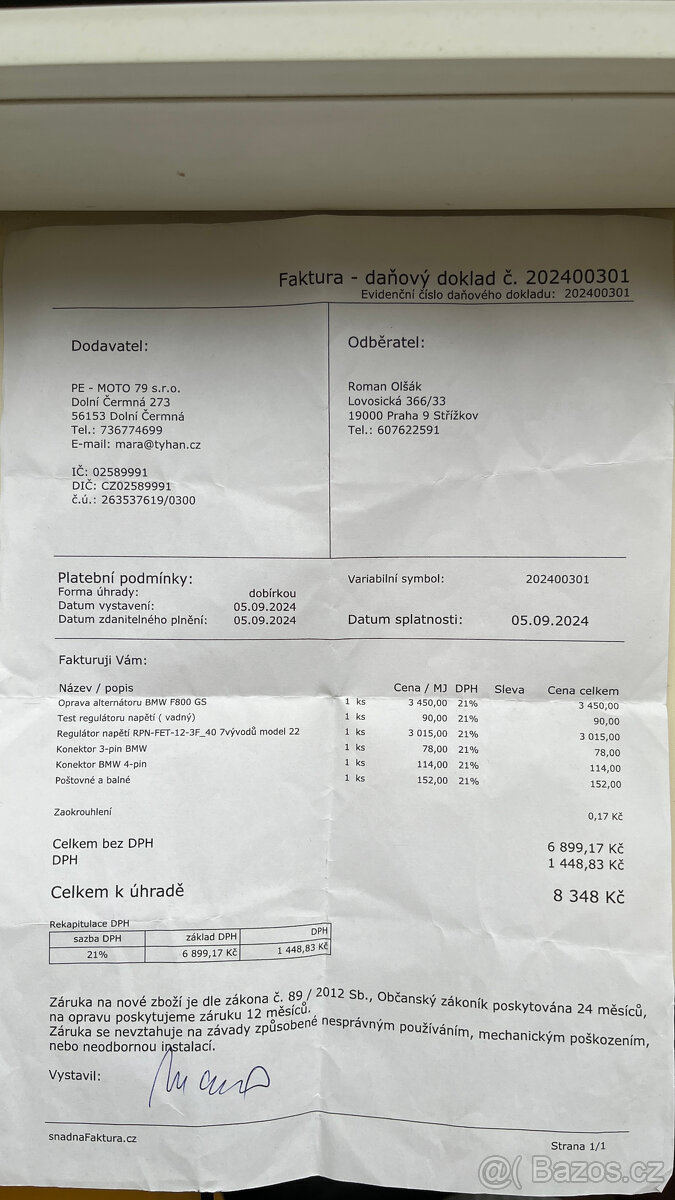 Faktura - daňový doklad č. 202400301
Evidenční číslo daňového dokladu: 202400301
Dodavatel:
PE - MOTO 79 s.r.o.
Dolní Čermná 273
56153 Dolní Čermná
Tel.: 736774699
E-mail: mara@tyhan.cz
IČ: 02589991
DIČ: CZ02589991
č.ú.: 263537619/0300
Odběratel:
Roman Olšák
Lovosická 366/33
19000 Praha 9 Střížkov
Tel.: 607622591
Platební podmínky:
Forma úhrady: dobírkou
Datum vystavení: 05.09.2024
Datum zdanitelného plnění: 05.09.2024
Variabilní symbol: 202400301
Datum splatnosti: 05.09.2024
Fakturuji Vám:
Název / popis Cena / MJ DPH Sleva Cena celkem
Oprava alternátoru BMW F800 GS 1 ks 3 450,00 21% 3 450,00
Test regulátoru napětí ( vadný) 1 ks 90,00 21% 90,00
Regulátor napětí RPN-FET-12-3F_40 7vývodů model 22 1 ks 3 015,00 21% 3 015,00
Konektor 3-pin BMW 1 ks 78,00 21% 78,00
Konektor BMW 4-pin 1 ks 114,00 21% 114,00
Poštovné a balné 1 ks 152,00 21% 152,00
Zaokrouhlení 0,17 Kč
Celkem bez DPH 6 899,17 Kč
DPH 1 448,83 Kč
Celkem k úhradě 8 348 Kč
Rekapitulace DPH
sazba DPH základ DPH DPH
21% 6 899,17 Kč 1 448,83 Kč
Záruka na nové zboží je dle zákona č. 89/ 2012 Sb., Občanský zákoník poskytována 24 měsíců,
na opravu poskytujeme záruku 12 měsíců.
Záruka se nevztahuje na závady způsobené nesprávným používáním, mechanickým poškozením,
nebo neodbornou instalací.
Vystavil:
snadnaFaktura.cz
Strana 1/1
@( Bazos.cz